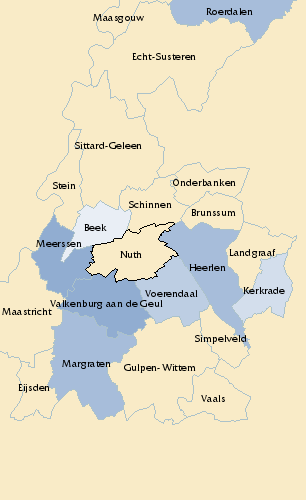 Roerdalen
Maasgouw
Echt-Susteren
Sittard-Geleen
Stein
Onderbanken
Schinnen
Brunssum
Beek
Meerssen
Nuth
Landgraaf
Heerlen
Kerkrade
Voerendaal
Valkenburg aan de Geul
Maastricht
Simpelveld
Margraten
Gulpen-Wittem
Eijsden
Vaals